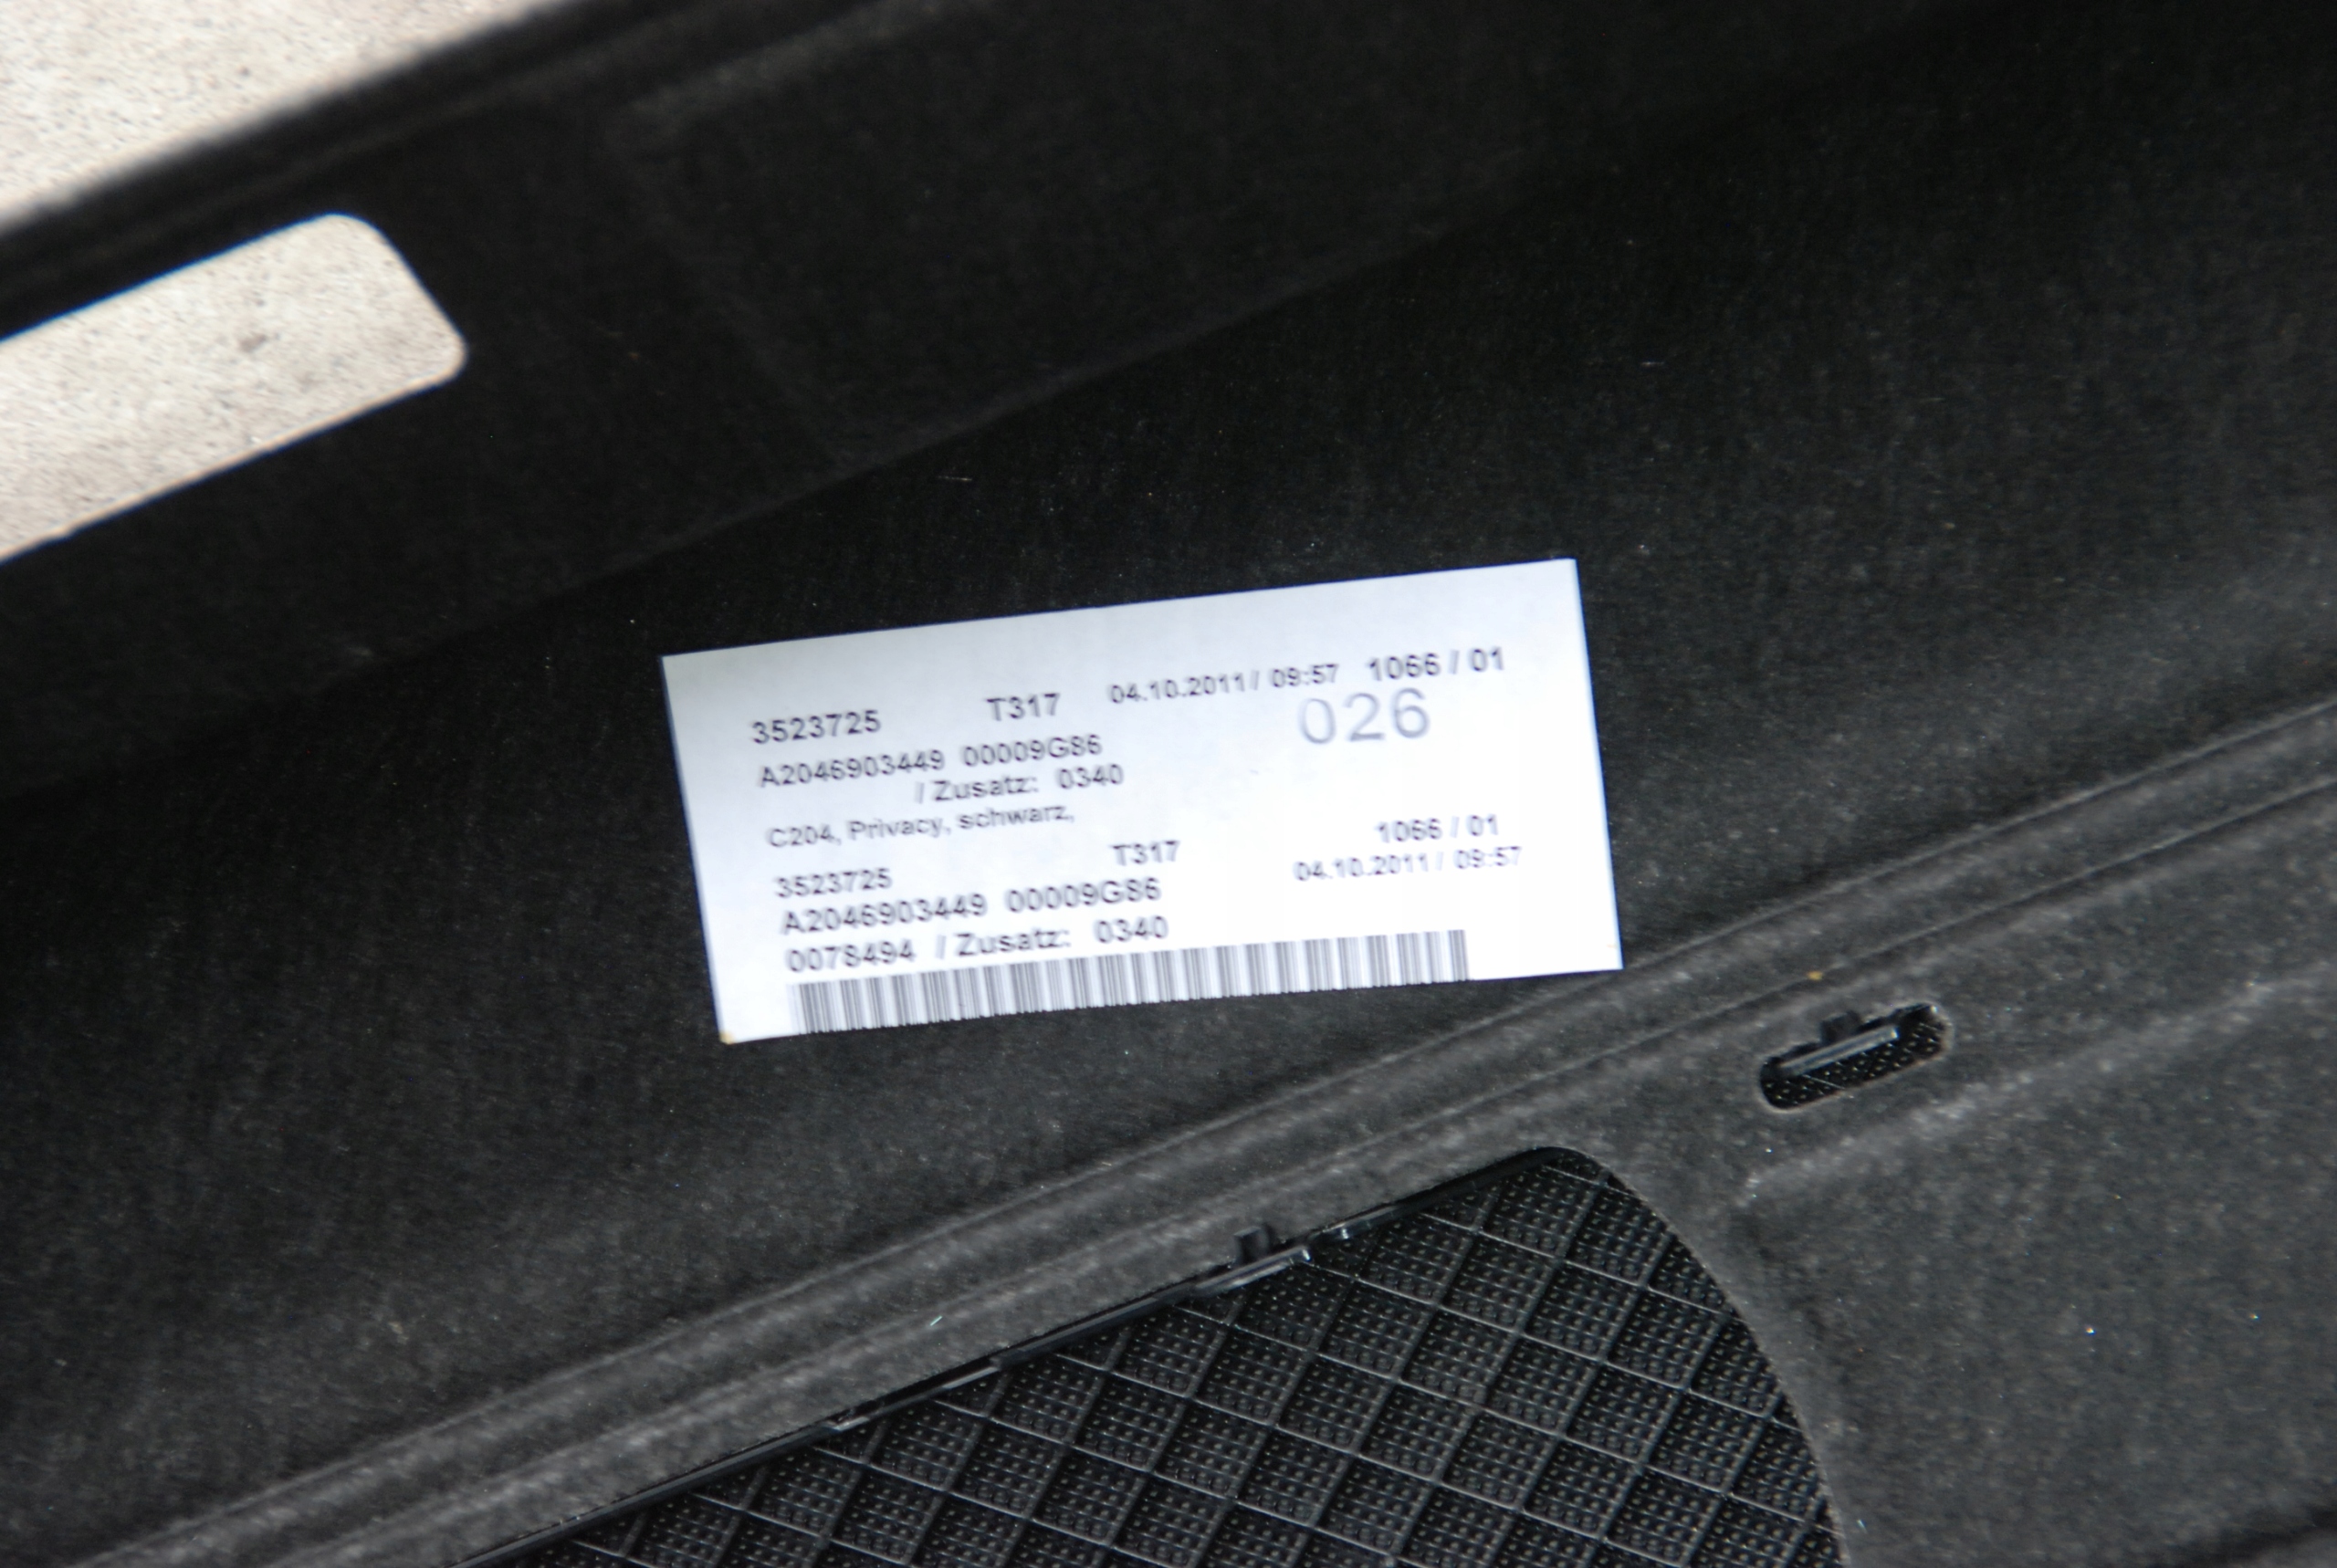 3523725 T317 04.10.2011 / 09:57 1066 / 01
A2046903449 00009G86 026
/ Zusatz: 0340
C204, Privacy, schwarz,
3523725 T317 1066 / 01
A2046903449 00009G86 04.10.2011 / 09:57
0078494 / Zusatz: 0340